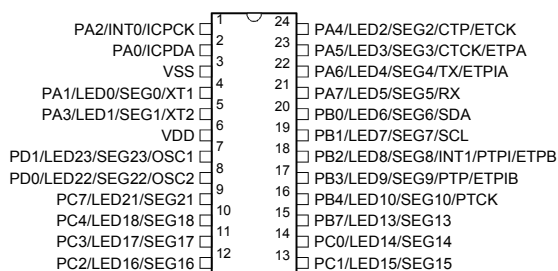 PA2/INT0/ICPCK 1 24 PA4/LED2/SEG2/CTP/ETCK
PA0/ICPDA 2 23 PA5/LED3/SEG3/CTCK/ETPA
VSS 3 22 PA6/LED4/SEG4/TX/ETPIA
PA1/LED0/SEG0/XT1 4 21 PA7/LED5/SEG5/RX
PA3/LED1/SEG1/XT2 5 20 PB0/LED6/SEG6/SDA
VDD 6 19 PB1/LED7/SEG7/SCL
PD1/LED23/SEG23/OSC1 7 18 PB2/LED8/SEG8/INT1/PTPI/ETPB
PD0/LED22/SEG22/OSC2 8 17 PB3/LED9/SEG9/PTP/ETPIB
PC7/LED21/SEG21 9 16 PB4/LED10/SEG10/PTCK
PC4/LED18/SEG18 10 15 PB7/LED13/SEG13
PC3/LED17/SEG17 11 14 PC0/LED14/SEG14
PC2/LED16/SEG16 12 13 PC1/LED15/SEG15